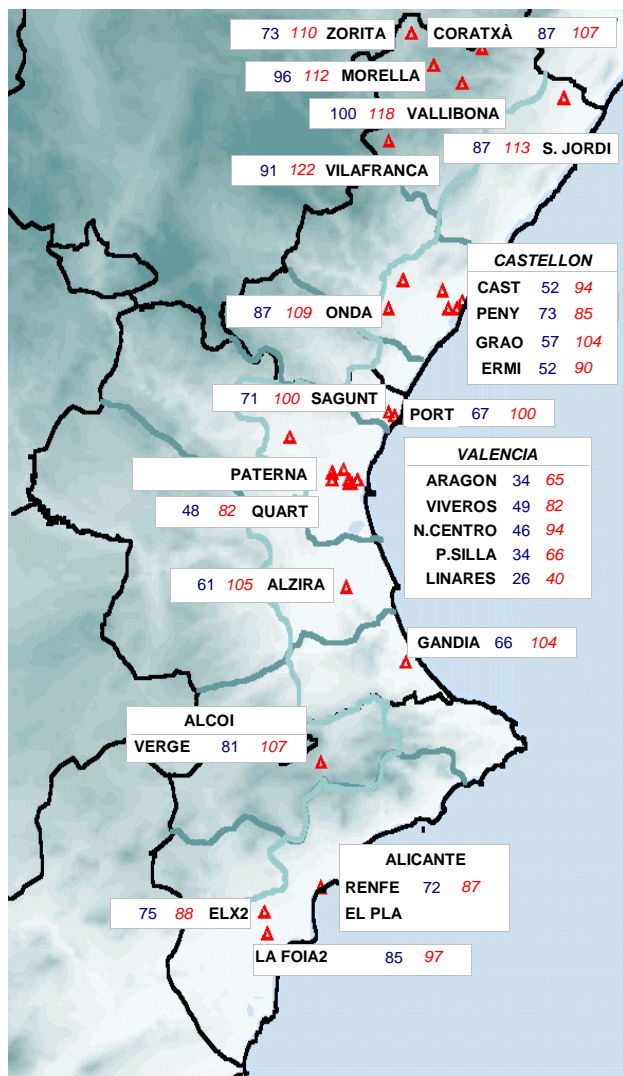 73 110 ZORITA
CORATXÀ 87 107
96 112 MORELLA
100 118 VALLIBONA
87 113 S. JORDI
91 122 VILAFRANCA
CASTELLON
CAST 52 94
PENY 73 85
GRAO 57 104
ERMI 52 90
87 109 ONDA
71 100 SAGUNT
PORT 67 100
VALENCIA
ARAGON 34 65
VIVEROS 49 82
N.CENTRO 46 94
P.SILLA 34 66
LINARES 26 40
PATERNA
48 82 QUART
61 105 ALZIRA
GANDIA 66 104
ALCOI
VERGE 81 107
ALICANTE
RENFE 72 87
EL PLA
75 88 ELX2
LA FOIA2 85 97